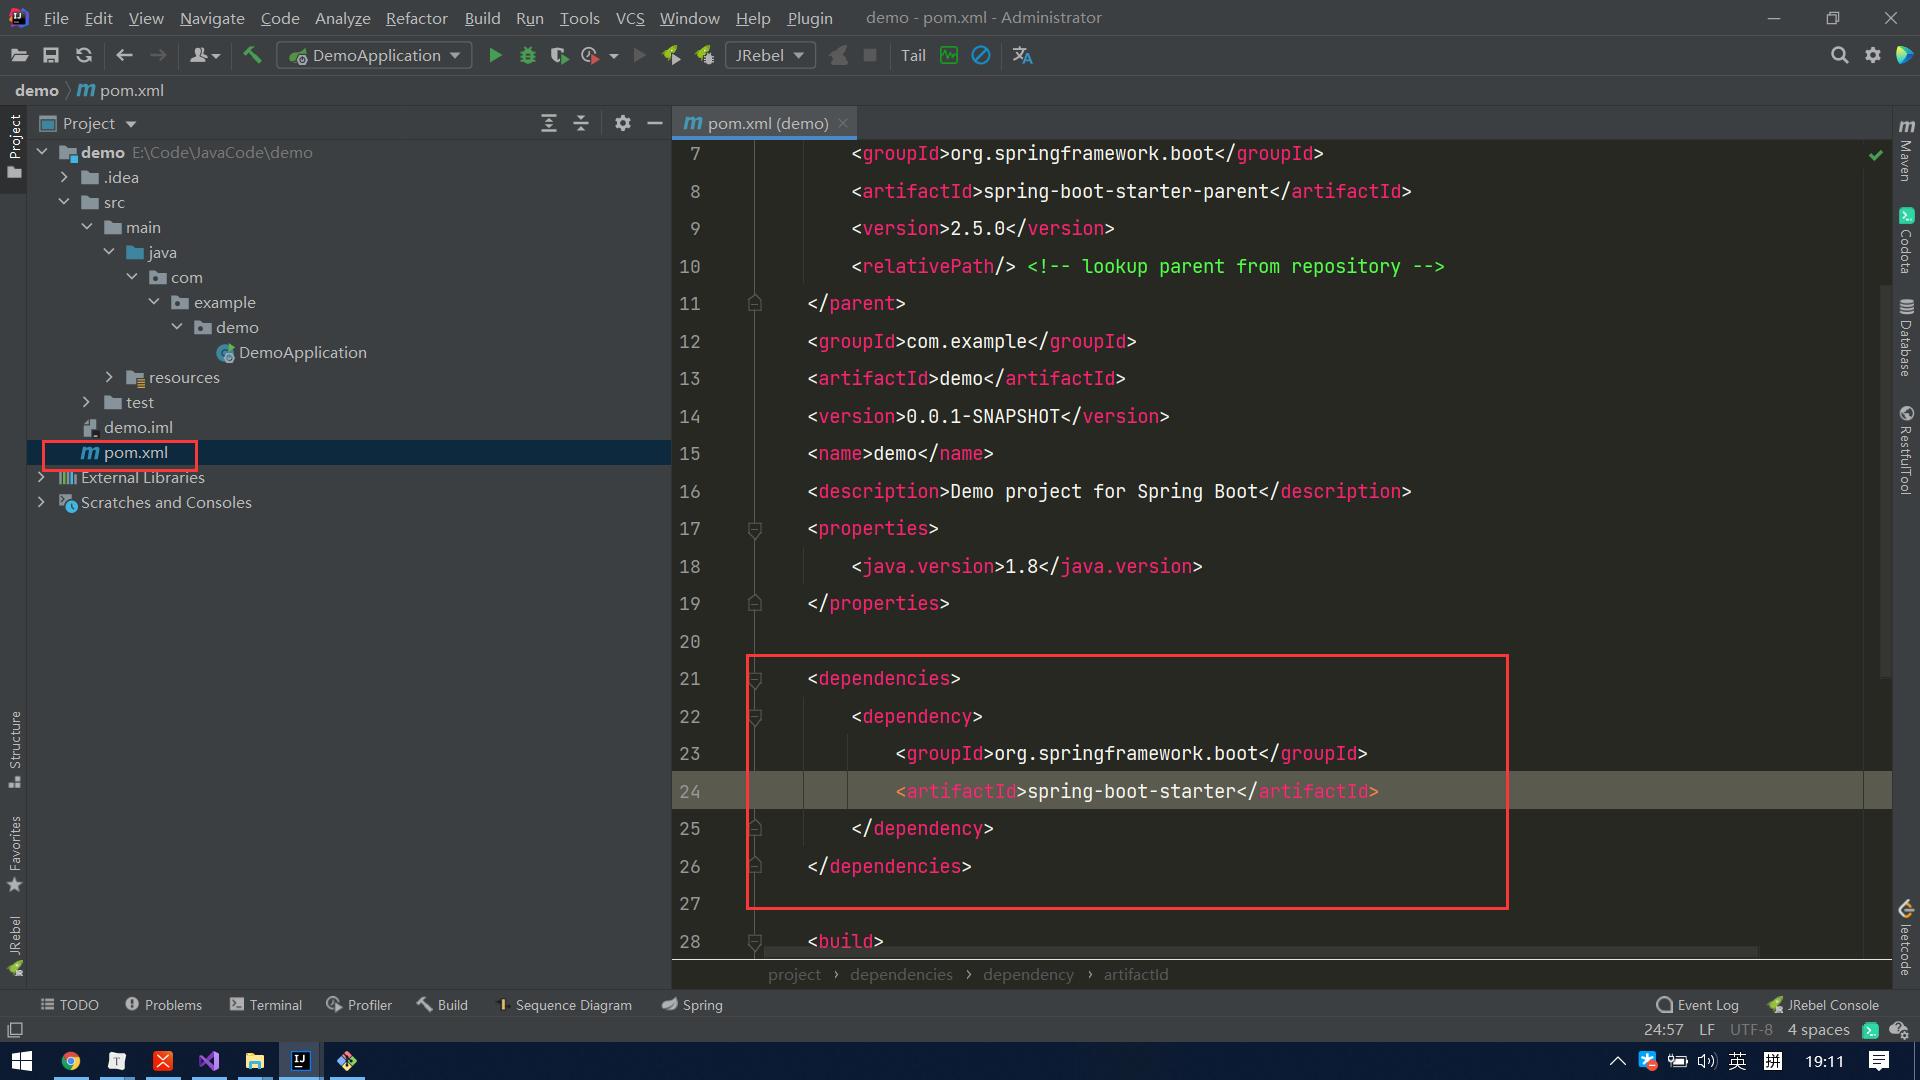 File Edit View Navigate Code Analyze Refactor Build Run Tools VCS Window Help Plugin demo - pom.xml - Administrator
DemoApplication JRebel Tail
demo pom.xml
Project
Project
demo E:\Code\JavaCode\demo
.idea
src
main
java
com
example
demo
DemoApplication
resources
test
demo.iml
pom.xml
External Libraries
Scratches and Consoles
Structure
Favorites
JRebel
pom.xml (demo)
7 <groupId>org.springframework.boot</groupId>
8 <artifactId>spring-boot-starter-parent</artifactId>
9 <version>2.5.0</version>
10 <relativePath/> <!-- lookup parent from repository -->
11 </parent>
12 <groupId>com.example</groupId>
13 <artifactId>demo</artifactId>
14 <version>0.0.1-SNAPSHOT</version>
15 <name>demo</name>
16 <description>Demo project for Spring Boot</description>
17 <properties>
18 <java.version>1.8</java.version>
19 </properties>
20
21 <dependencies>
22 <dependency>
23 <groupId>org.springframework.boot</groupId>
24 <artifactId>spring-boot-starter</artifactId>
25 </dependency>
26 </dependencies>
27
28 <build>
project › dependencies › dependency › artifactId
Maven
Codota
Database
RestfulTool
leetcode
TODO Problems Terminal Profiler Build Sequence Diagram Spring Event Log JRebel Console
24:57 LF UTF-8 4 spaces
英 拼 19:11